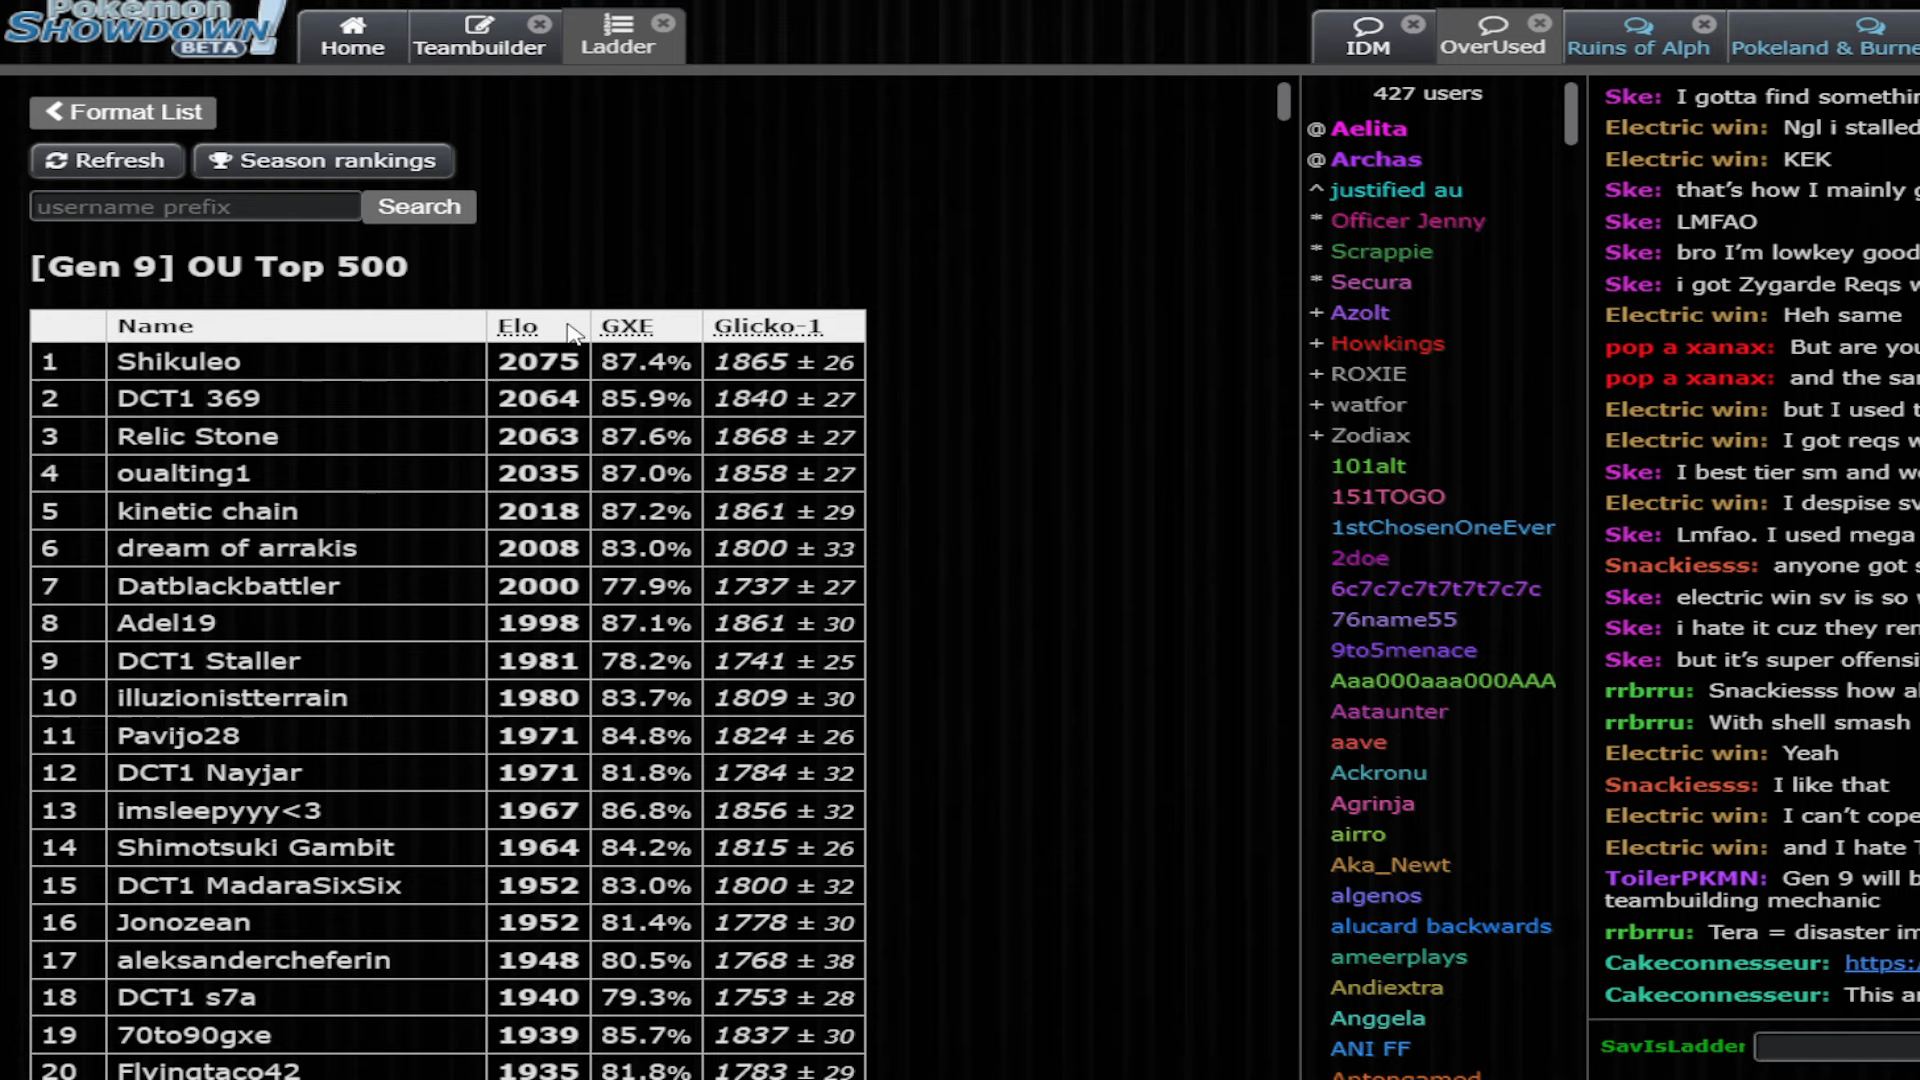 Pokémon
SHOWDOWN!
BETA
Home
Teambuilder
Ladder
IDM
OverUsed
Ruins of Alph
Pokeland & Burne
Format List
Refresh
Season rankings
username prefix
Search
[Gen 9] OU Top 500
Name Elo GXE Glicko-1
1 Shikuleo 2075 87.4% 1865 ± 26
2 DCT1 369 2064 85.9% 1840 ± 27
3 Relic Stone 2063 87.6% 1868 ± 27
4 oualting1 2035 87.0% 1858 ± 27
5 kinetic chain 2018 87.2% 1861 ± 29
6 dream of arrakis 2008 83.0% 1800 ± 33
7 Datblackbattler 2000 77.9% 1737 ± 27
8 Adel19 1998 87.1% 1861 ± 30
9 DCT1 Staller 1981 78.2% 1741 ± 25
10 illuzionistterrain 1980 83.7% 1809 ± 30
11 Pavijo28 1971 84.8% 1824 ± 26
12 DCT1 Nayjar 1971 81.8% 1784 ± 32
13 imsleepyyy<3 1967 86.8% 1856 ± 32
14 Shimotsuki Gambit 1964 84.2% 1815 ± 26
15 DCT1 MadaraSixSix 1952 83.0% 1800 ± 32
16 Jonozean 1952 81.4% 1778 ± 30
17 aleksandercheferin 1948 80.5% 1768 ± 38
18 DCT1 s7a 1940 79.3% 1753 ± 28
19 70to90gxe 1939 85.7% 1837 ± 30
20 Flyingtaco42 1935 81.8% 1783 ± 29
427 users
@ Aelita
@ Archas
^ justified au
* Officer Jenny
* Scrappie
* Secura
+ Azolt
+ Howkings
+ ROXIE
+ watfor
+ Zodiax
101alt
151TOGO
1stChosenOneEver
2doe
6c7c7c7t7t7t7c7c
76name55
9to5menace
Aaa000aaa000AAA
Aataunter
aave
Ackronu
Agrinja
airro
Aka_Newt
algenos
alucard backwards
ameerplays
Andiextra
Anggela
ANI FF
Ske: I gotta find somethin
Electric win: Ngl i stalled
Electric win: KEK
Ske: that's how I mainly g
Ske: LMFAO
Ske: bro I'm lowkey good
Ske: i got Zygarde Reqs w
Electric win: Heh same
pop a xanax: But are you
pop a xanax: and the sa
Electric win: but I used t
Electric win: I got reqs w
Ske: I best tier sm and w
Electric win: I despise sv
Ske: Lmfao. I used mega
Snackiesss: anyone got s
Ske: electric win sv is so w
Ske: i hate it cuz they re
Ske: but it's super offensi
rrbrru: Snackiesss how a
rrbrru: With shell smash
Electric win: Yeah
Snackiesss: I like that
Electric win: I can't cope
Electric win: and I hate T
ToilerPKMN: Gen 9 will b
teambuilding mechanic
rrbrru: Tera = disaster im
Cakeconnesseur: https:/
Cakeconnesseur: This a
SavIsLadder